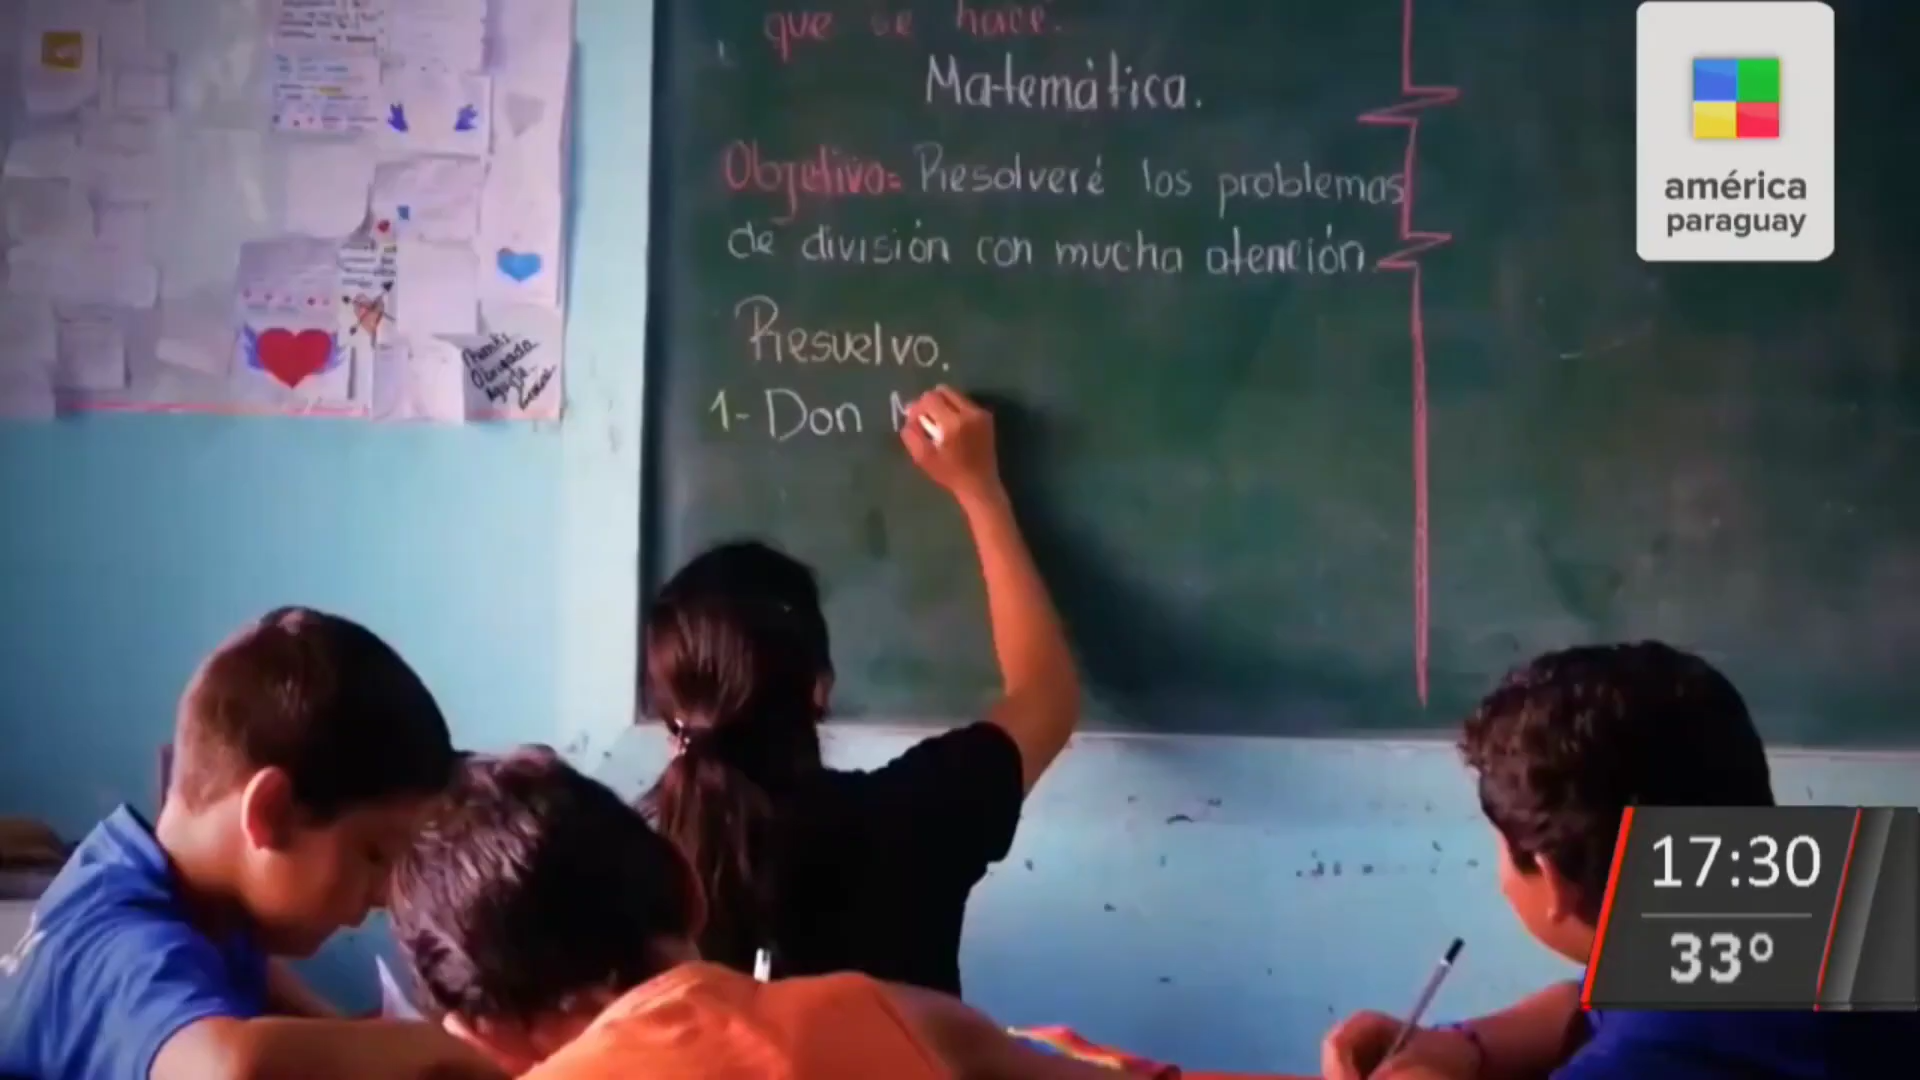 que se hace.
Matemática.
Objetivo= Resolveré los problemas
de división con mucha atención.
Resuelvo.
1- Don
américa
paraguay
17:30
33°